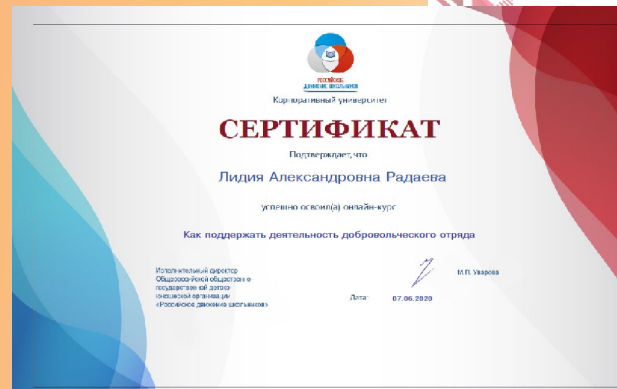 РОССИЙСКОЕ
ДВИЖЕНИЕ ШКОЛЬНИКОВ
Корпоративный университет
СЕРТИФИКАТ
Подтверждает, что
Лидия Александровна Радаева
успешно освоил(а) онлайн-курс
Как поддержать деятельность добровольческого отряда
Исполнительный директор
Общероссийской общественно-
государственной детско-
юношеской организации
«Российское движение школьников»
М.П. Уварова
Дата: 07.06.2020